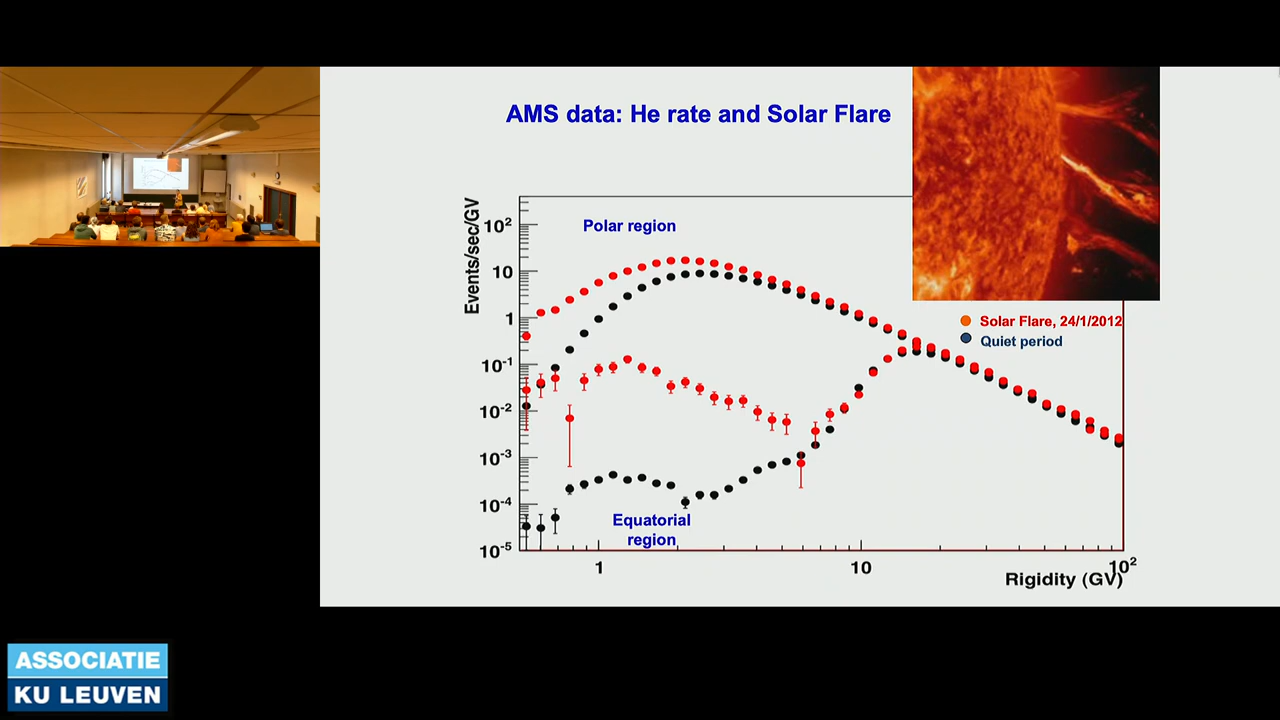 AMS data: He rate and Solar Flare
Events/sec/GV
10²
10
1
10⁻¹
10⁻²
10⁻³
10⁻⁴
10⁻⁵
Polar region
Solar Flare, 24/1/2012
Quiet period
Equatorial
region
1
10
10²
Rigidity (GV)
ASSOCIATIE
KU LEUVEN